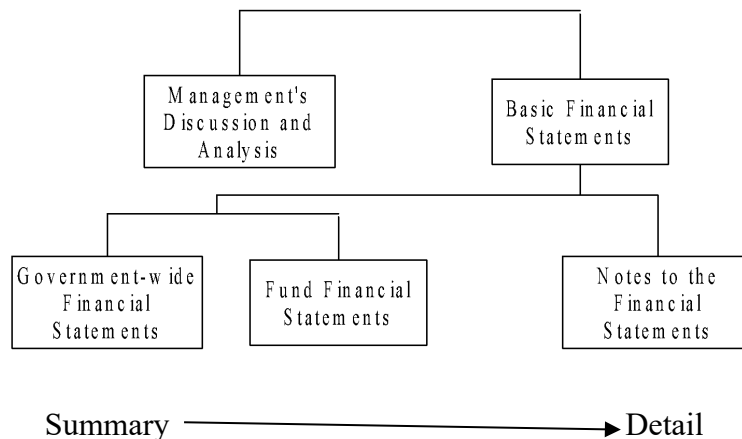 Management's
Discussion and
Analysis
Basic Financial
Statements
Government-wide
Financial
Statements
Fund Financial
Statements
Notes to the
Financial
Statements
Summary
Detail